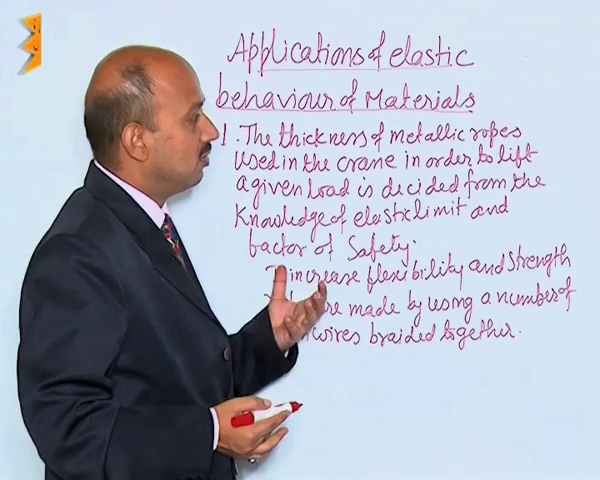 Applications of elastic
behaviour of Materials
1. The thickness of metallic ropes
used in the crane in order to lift
a given load is decided from the
knowledge of elastic limit and
factor of Safety.
increase flexibility and strength
made by using a number of
wires braided together.